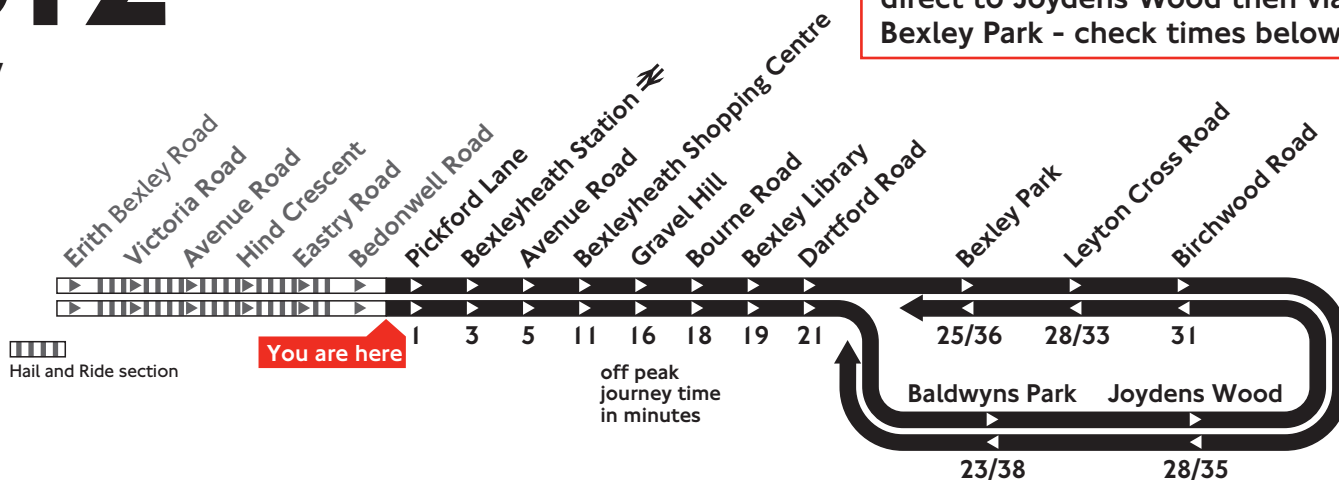 direct to Joydens Wood then via
Bexley Park - check times below
Erith Bexley Road
Victoria Road
Avenue Road
Hind Crescent
Eastry Road
Bedonwell Road
Pickford Lane
Bexleyheath Station
Avenue Road
Bexleyheath Shopping Centre
Gravel Hill
Bourne Road
Bexley Library
Dartford Road
Bexley Park
Leyton Cross Road
Birchwood Road
1 3 5 11 16 18 19 21 25/36 28/33 31
You are here
Hail and Ride section
off peak
journey time
in minutes
Baldwyns Park Joydens Wood
23/38 28/35